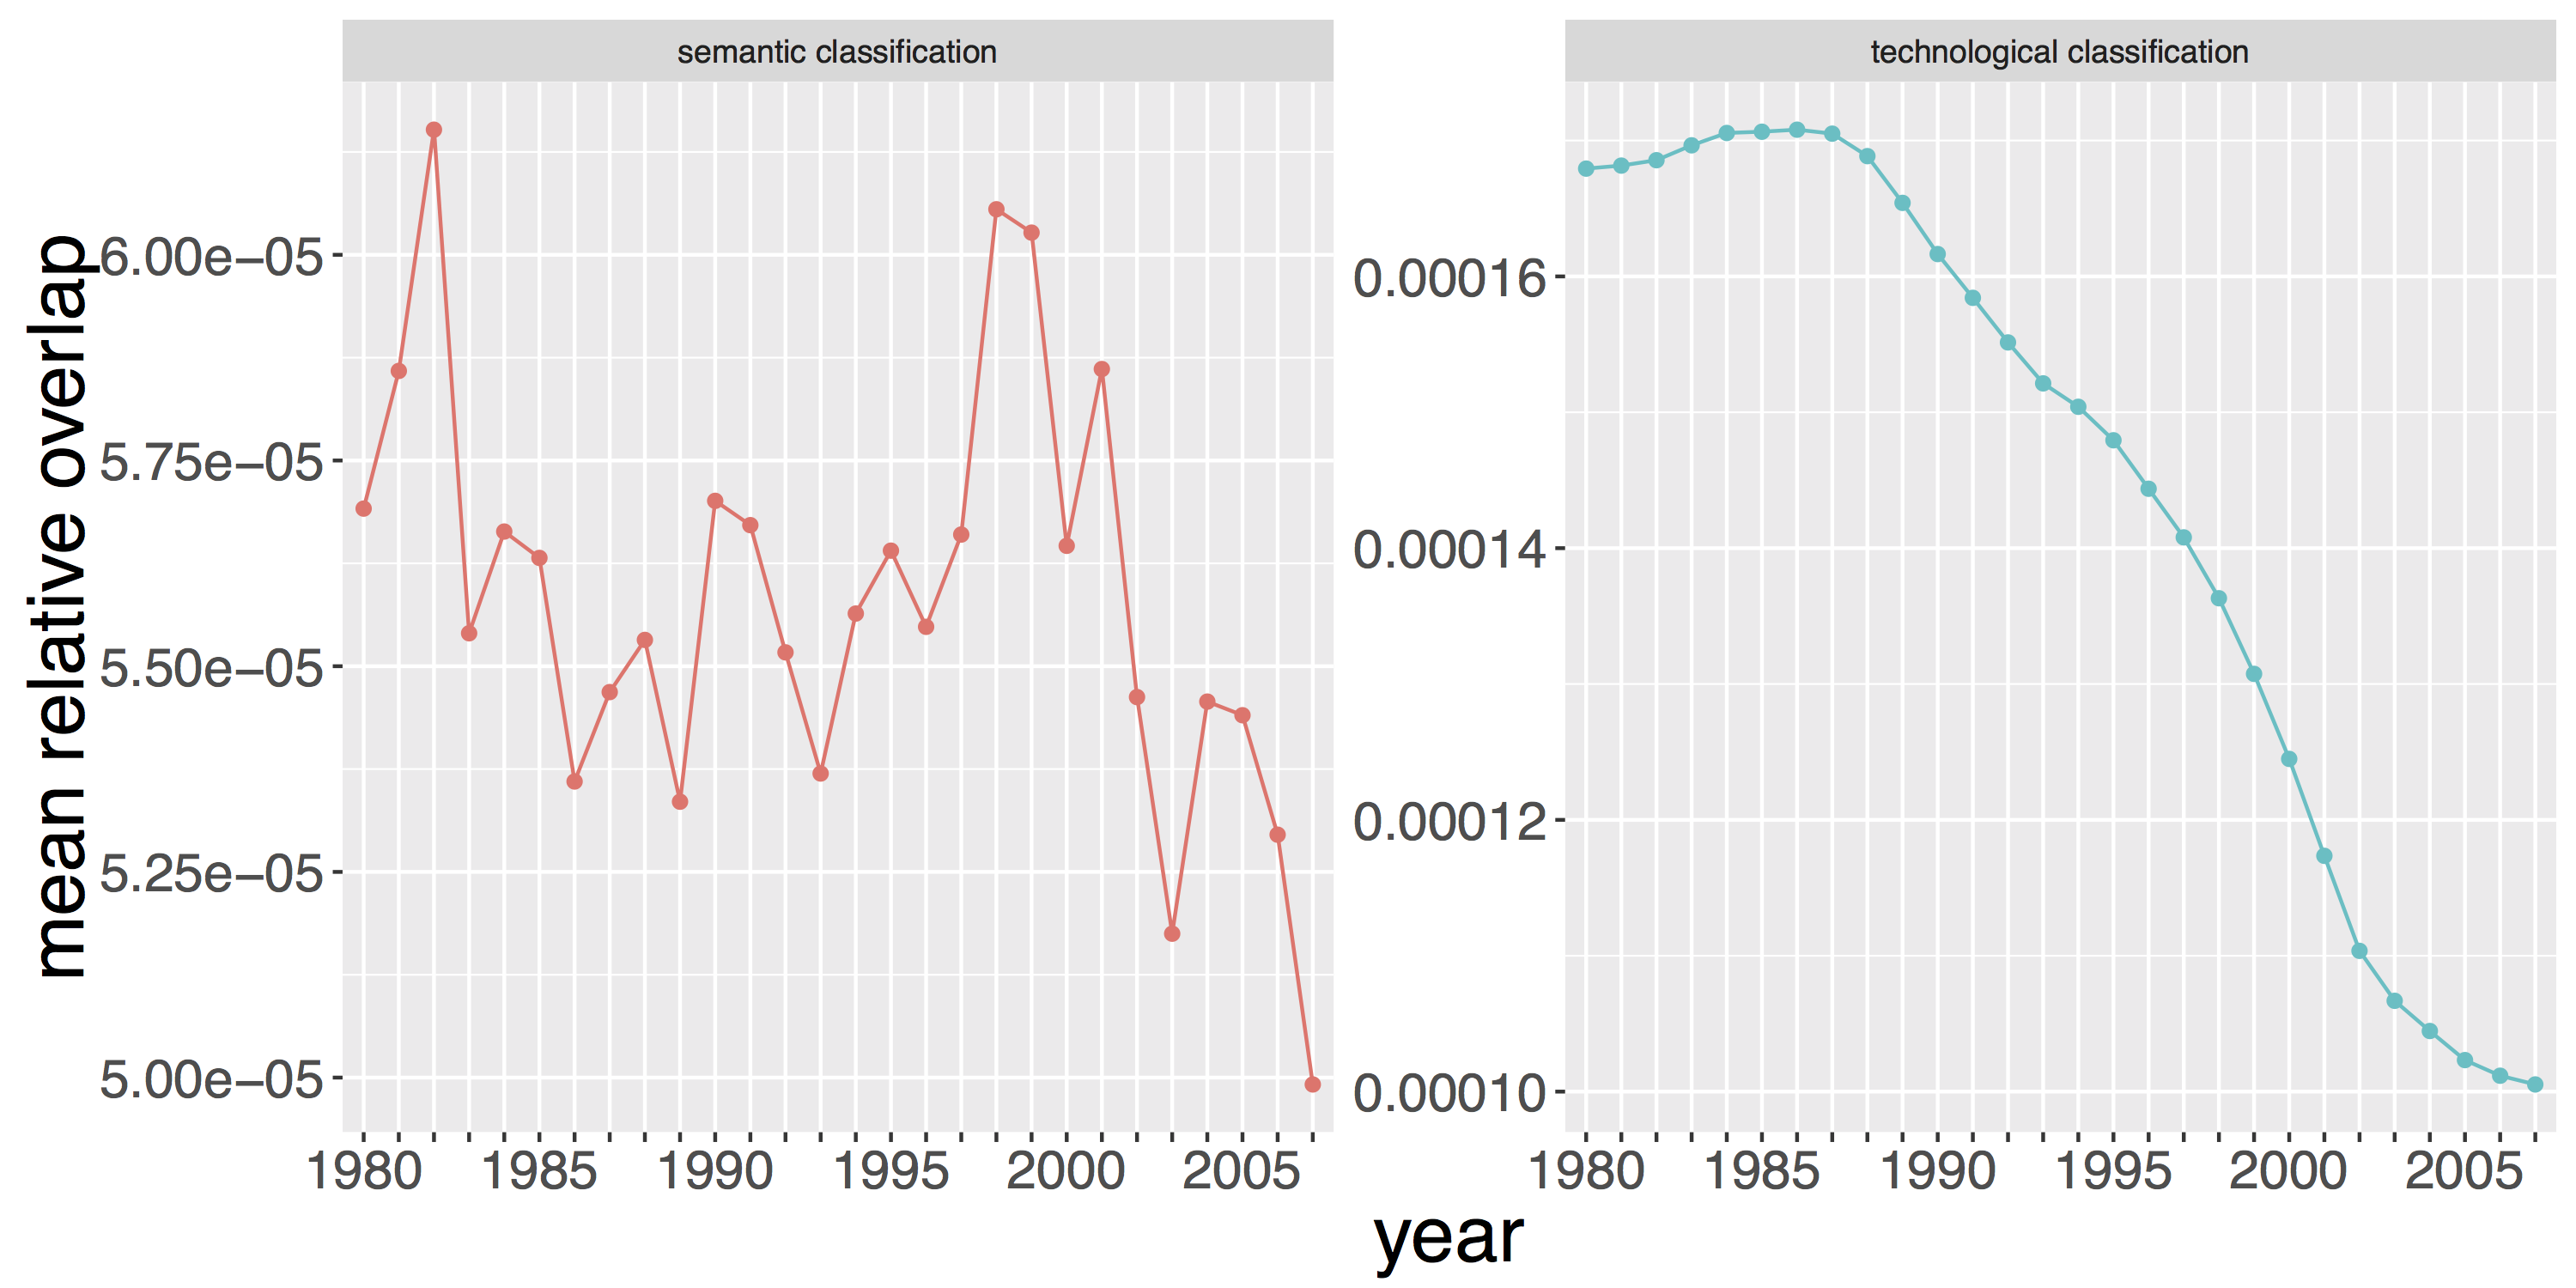 semantic classification
technological classification
mean relative overlap
6.00e−05
5.75e−05
5.50e−05
5.25e−05
5.00e−05
0.00016
0.00014
0.00012
0.00010
1980 1985 1990 1995 2000 2005
1980 1985 1990 1995 2000 2005
year